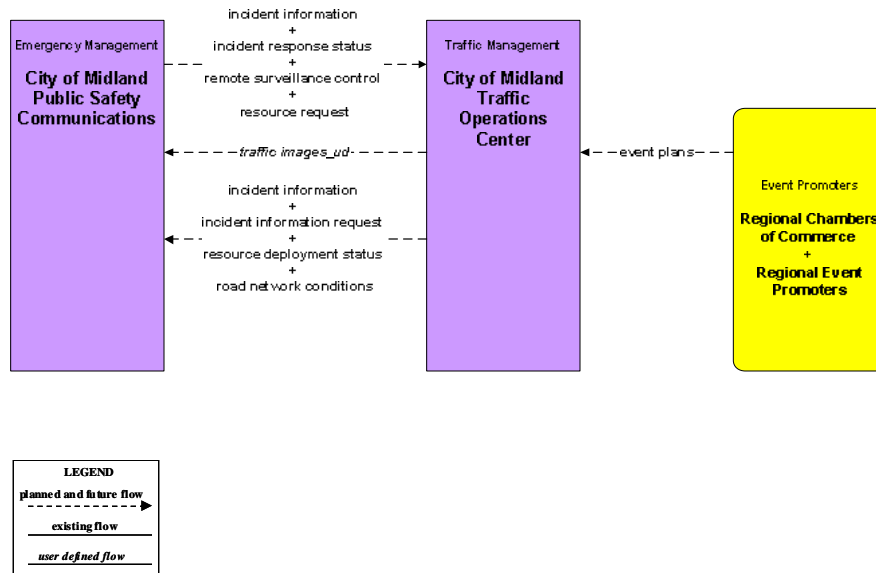 Emergency Management
City of Midland
Public Safety
Communications
incident information
+
incident response status
+
remote surveillance control
+
resource request
traffic images_ud
incident information
+
incident information request
+
resource deployment status
+
road network conditions
Traffic Management
City of Midland
Traffic
Operations
Center
event plans
Event Promoters
Regional Chambers
of Commerce
+
Regional Event
Promoters
LEGEND
planned and future flow
existing flow
user defined flow